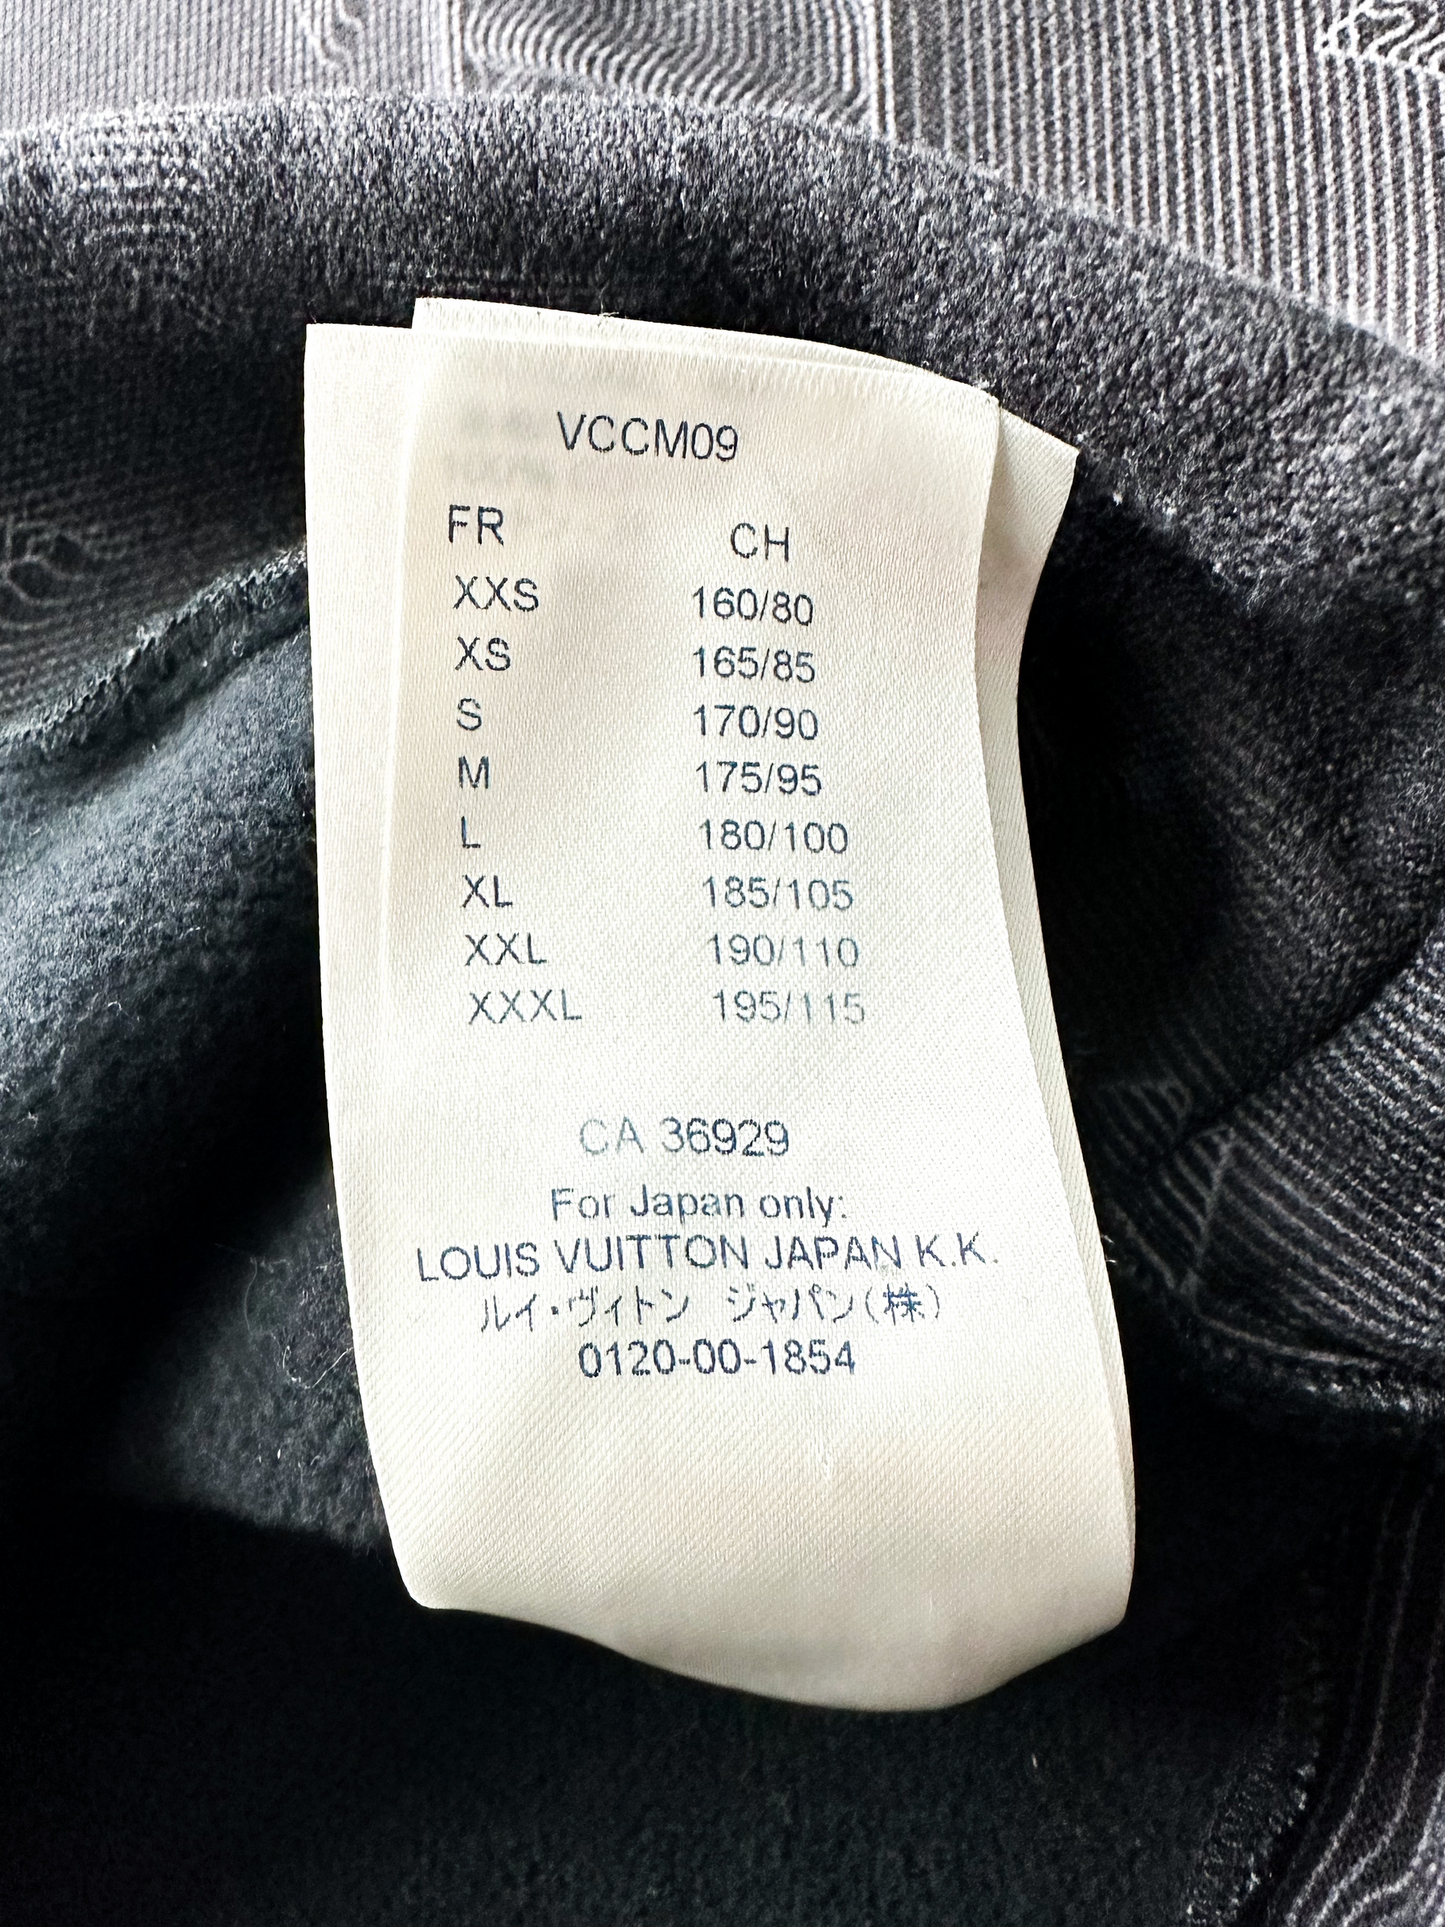 VCCM09
FR CH
XXS 160/80
XS 165/85
S 170/90
M 175/95
L 180/100
XL 185/105
XXL 190/110
XXXL 195/115
CA 36929
For Japan only:
LOUIS VUITTON JAPAN K.K.
ルイ・ヴィトン ジャパン(株)
0120-00-1854